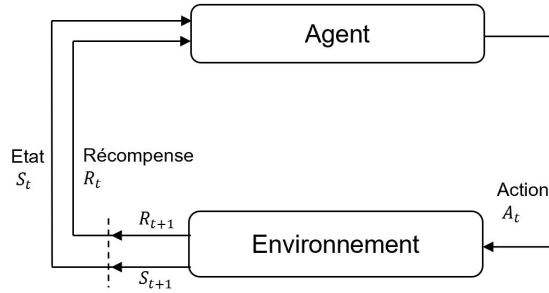 Agent
Etat
S_t
Récompense
R_t
Action
A_t
R_{t+1}
Environnement
S_{t+1}